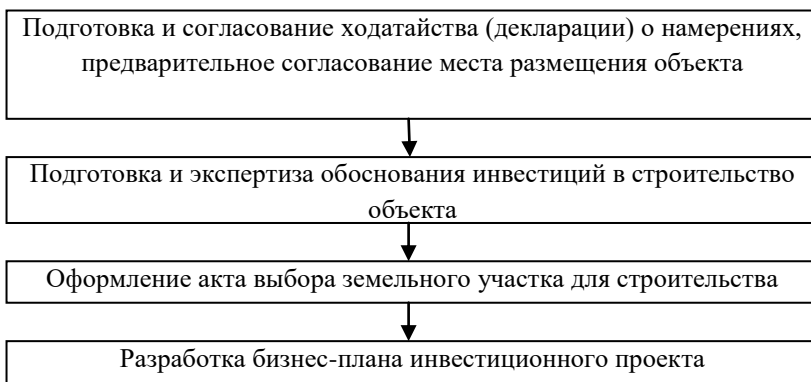 Подготовка и согласование ходатайства (декларации) о намерениях,
предварительное согласование места размещения объекта
Подготовка и экспертиза обоснования инвестиций в строительство
объекта
Оформление акта выбора земельного участка для строительства
Разработка бизнес-плана инвестиционного проекта